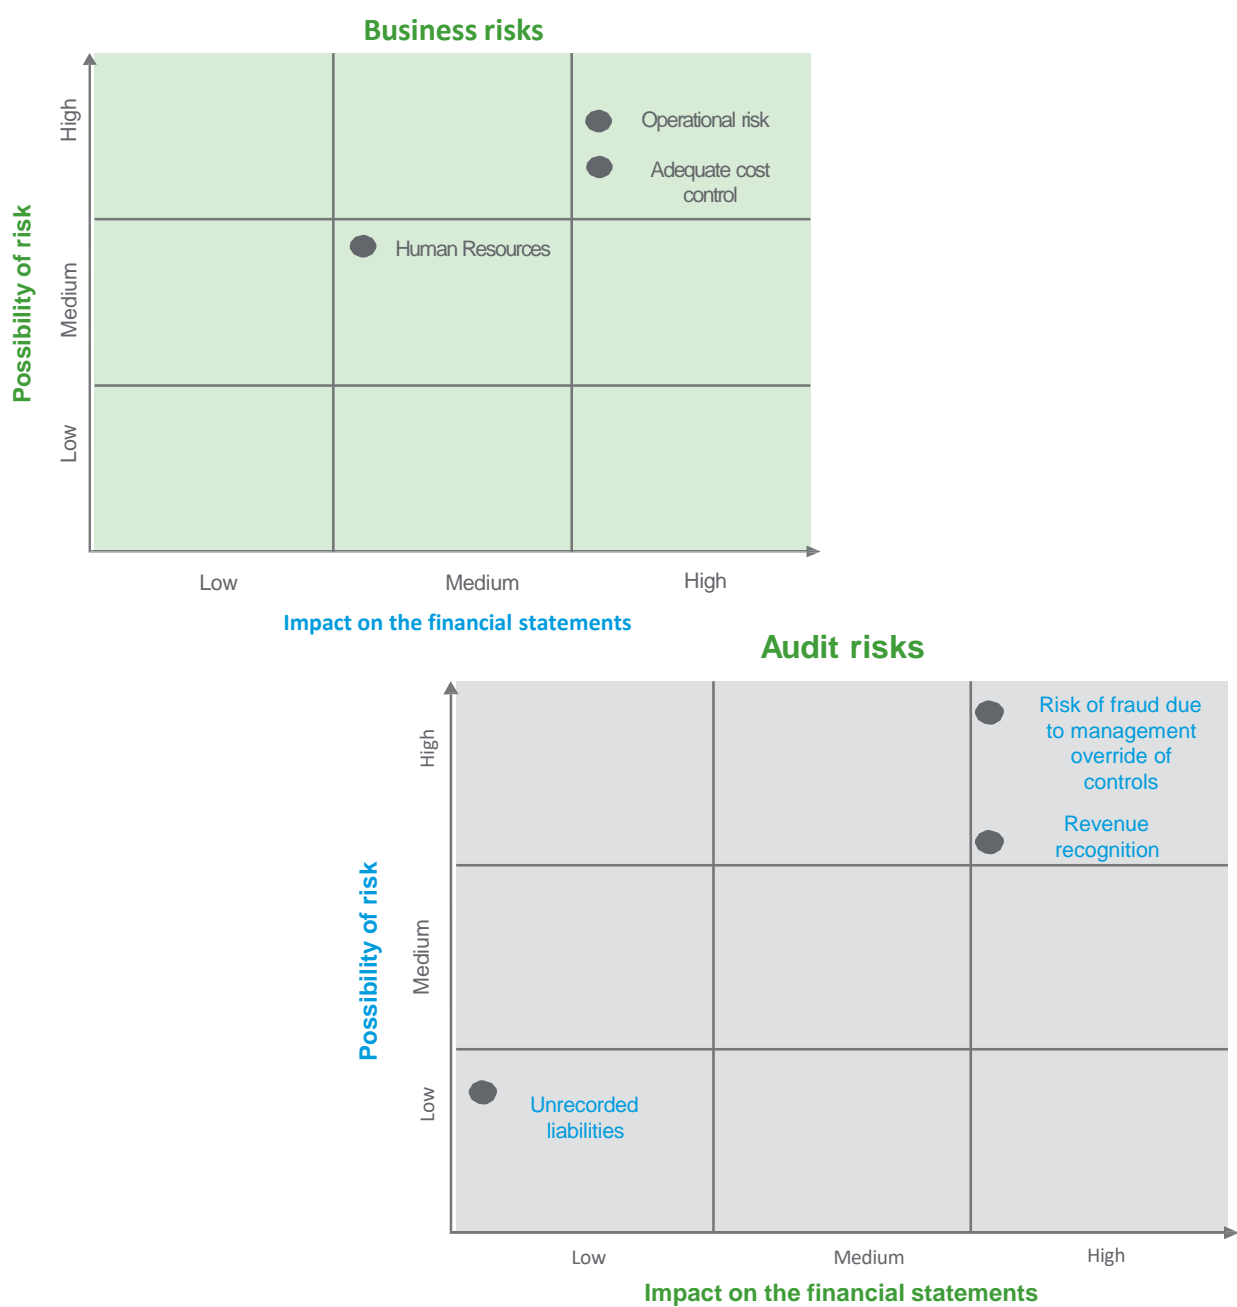 Business risks
High
Operational risk
Adequate cost
control
Possibility of risk
Medium
Human Resources
Low
Low
Medium
High
Impact on the financial statements
Audit risks
High
Risk of fraud due
to management
override of
controls
Revenue
recognition
Possibility of risk
Medium
Low
Unrecorded
liabilities
Low
Medium
High
Impact on the financial statements